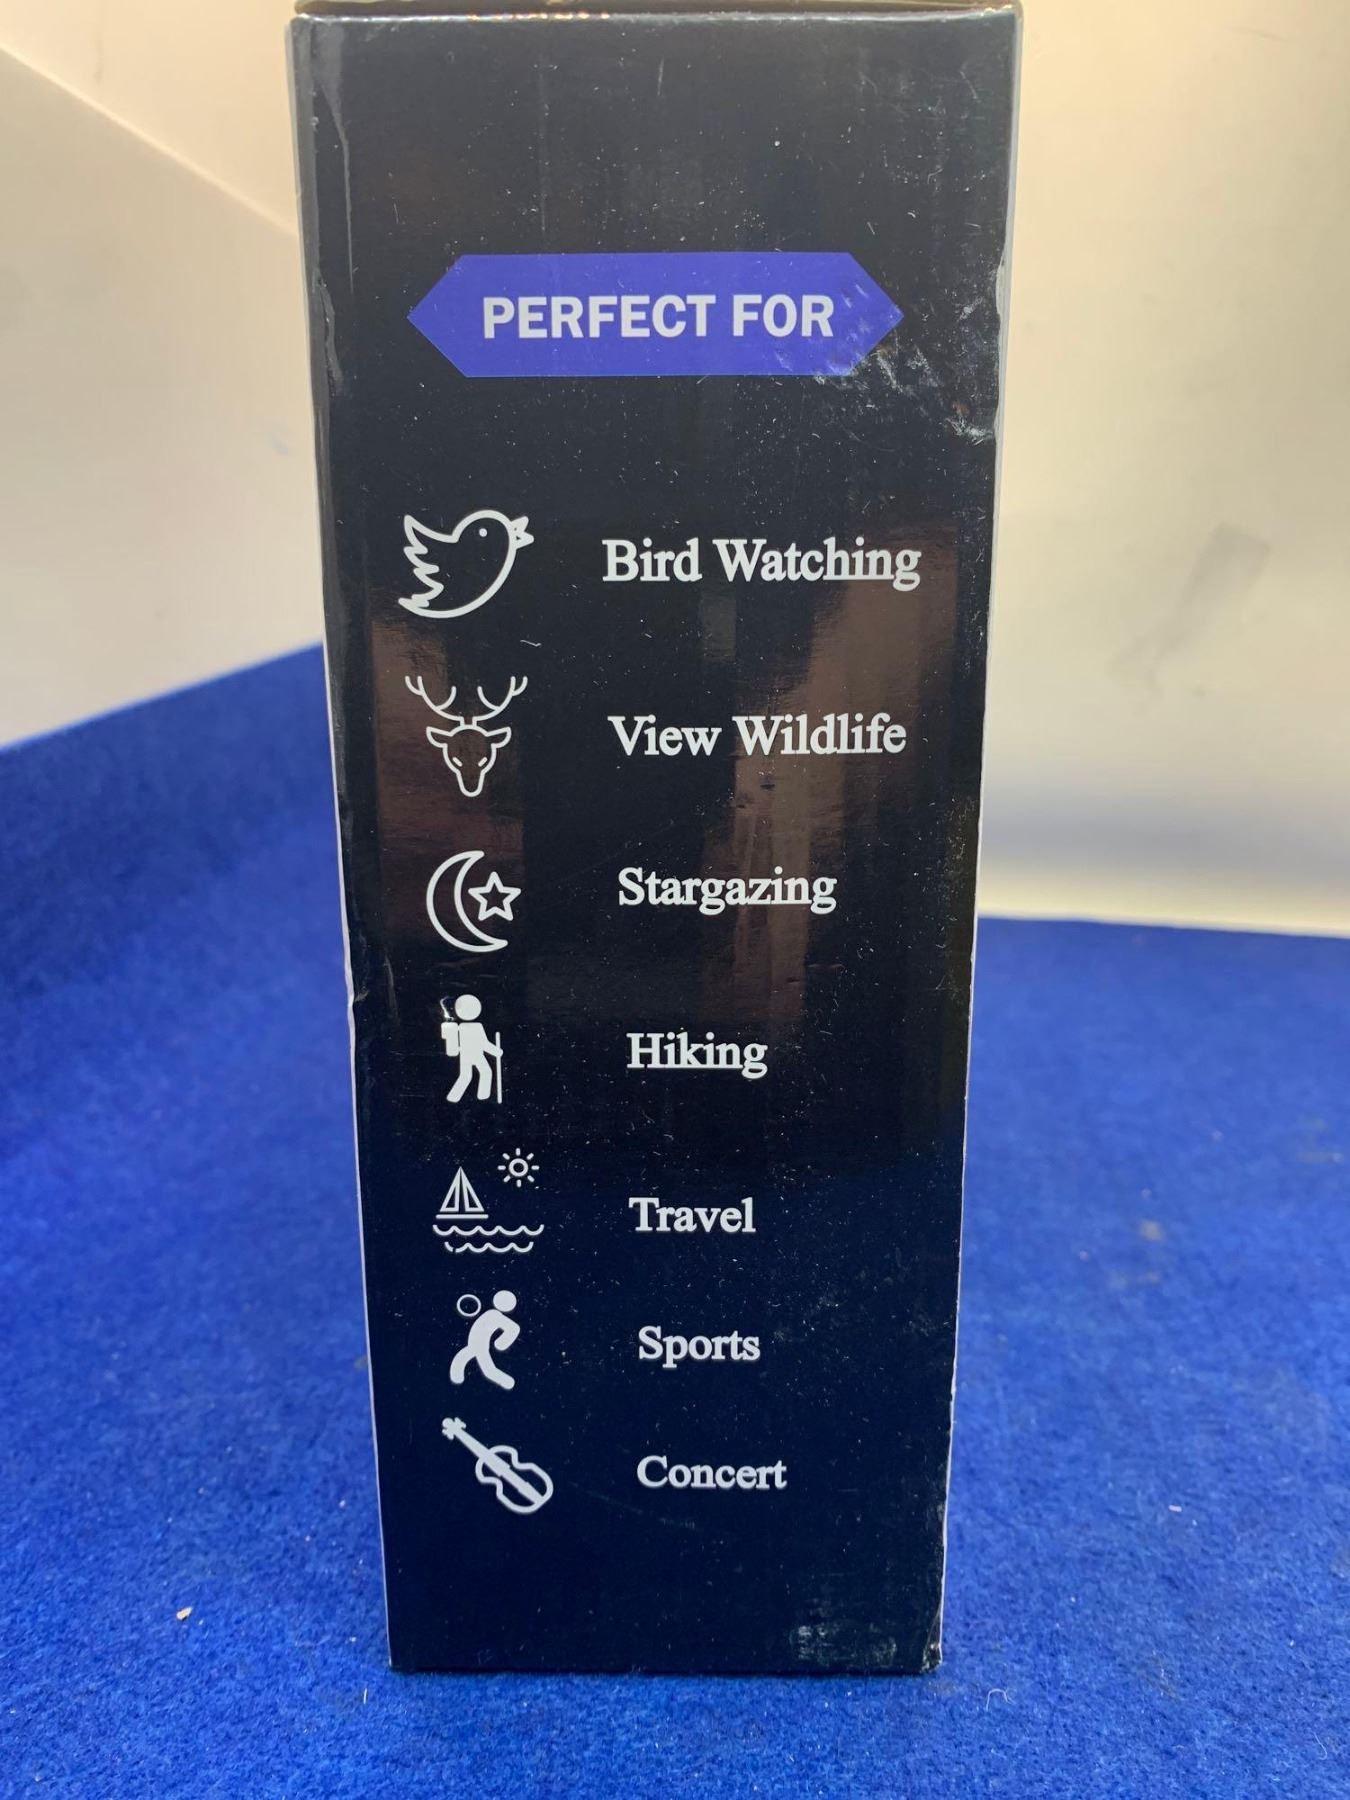 PERFECT FOR
Bird Watching
View Wildlife
Stargazing
Hiking
Travel
Sports
Concert